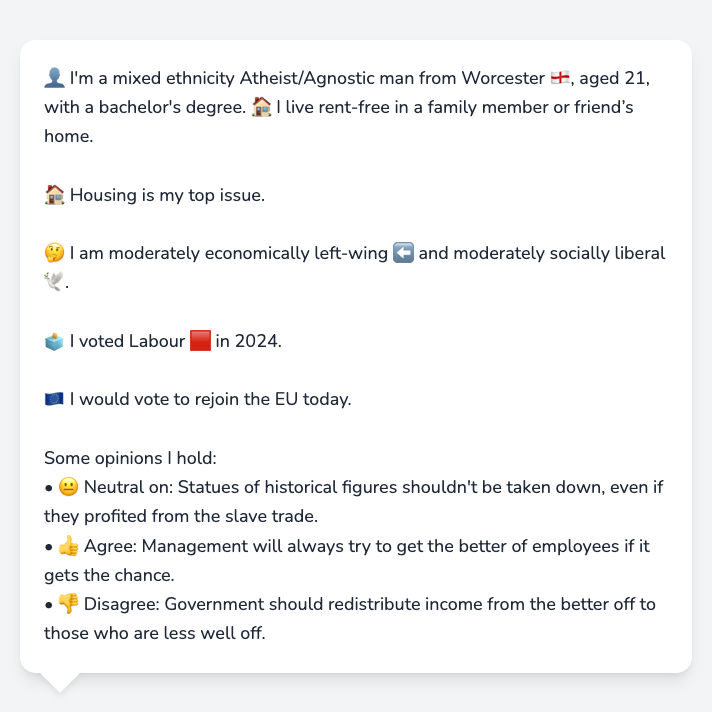 👤 I'm a mixed ethnicity Atheist/Agnostic man from Worcester 🏴󠁧󠁢󠁥󠁮󠁧󠁿, aged 21,
with a bachelor's degree. 🏠 I live rent-free in a family member or friend’s
home.
🏠 Housing is my top issue.
🤔 I am moderately economically left-wing ⬅️ and moderately socially liberal
🕊️.
🗳️ I voted Labour 🟥 in 2024.
🇪🇺 I would vote to rejoin the EU today.
Some opinions I hold:
• 😐 Neutral on: Statues of historical figures shouldn't be taken down, even if
they profited from the slave trade.
• 👍 Agree: Management will always try to get the better of employees if it
gets the chance.
• 👎 Disagree: Government should redistribute income from the better off to
those who are less well off.